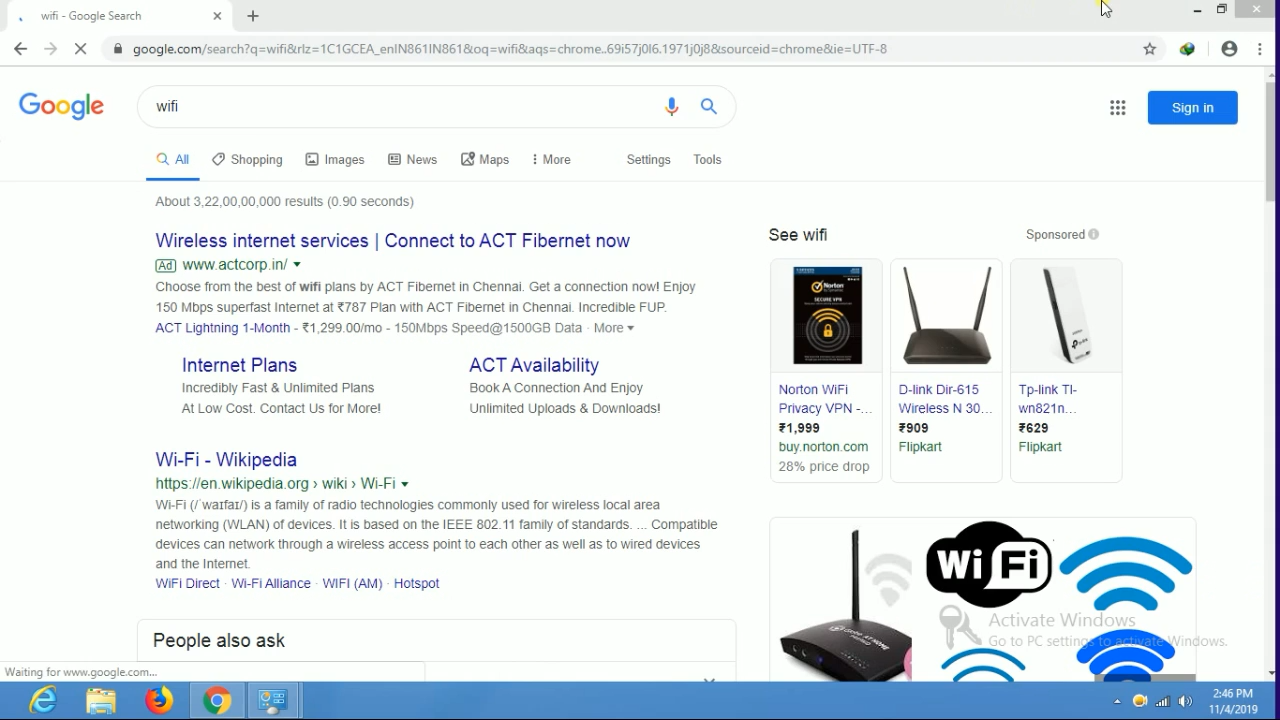 wifi - Google Search
google.com/search?q=wifi&rlz=1C1GCEA_enIN861IN861&oq=wifi&aqs=chrome..69i57j0l6.1971j0j8&sourceid=chrome&ie=UTF-8
Google
wifi
Sign in
All
Shopping
Images
News
Maps
More
Settings
Tools
About 3,22,00,00,000 results (0.90 seconds)
Wireless internet services | Connect to ACT Fibernet now
Ad www.actcorp.in/
Choose from the best of wifi plans by ACT Fibernet in Chennai. Get a connection now! Enjoy
150 Mbps superfast Internet at ₹787 Plan with ACT Fibernet in Chennai. Incredible FUP.
ACT Lightning 1-Month - ₹1,299.00/mo - 150Mbps Speed@1500GB Data · More
Internet Plans
Incredibly Fast & Unlimited Plans
At Low Cost. Contact Us for More!
ACT Availability
Book A Connection And Enjoy
Unlimited Uploads & Downloads!
Wi-Fi - Wikipedia
https://en.wikipedia.org › wiki › Wi-Fi
Wi-Fi (/ˈwaɪfaɪ/) is a family of radio technologies commonly used for wireless local area
networking (WLAN) of devices. It is based on the IEEE 802.11 family of standards. ... Compatible
devices can network through a wireless access point to each other as well as to wired devices
and the Internet.
WiFi Direct · Wi-Fi Alliance · WIFI (AM) · Hotspot
People also ask
See wifi
Sponsored
Norton
SECURE VPN
Norton WiFi
Privacy VPN -...
₹1,999
buy.norton.com
28% price drop
D-link Dir-615
Wireless N 30...
₹909
Flipkart
tp-link
Tp-link Tl-
wn821n...
₹629
Flipkart
Wi Fi
Activate Windows
Go to PC settings to activate Windows.
Waiting for www.google.com...
2:46 PM
11/4/2019